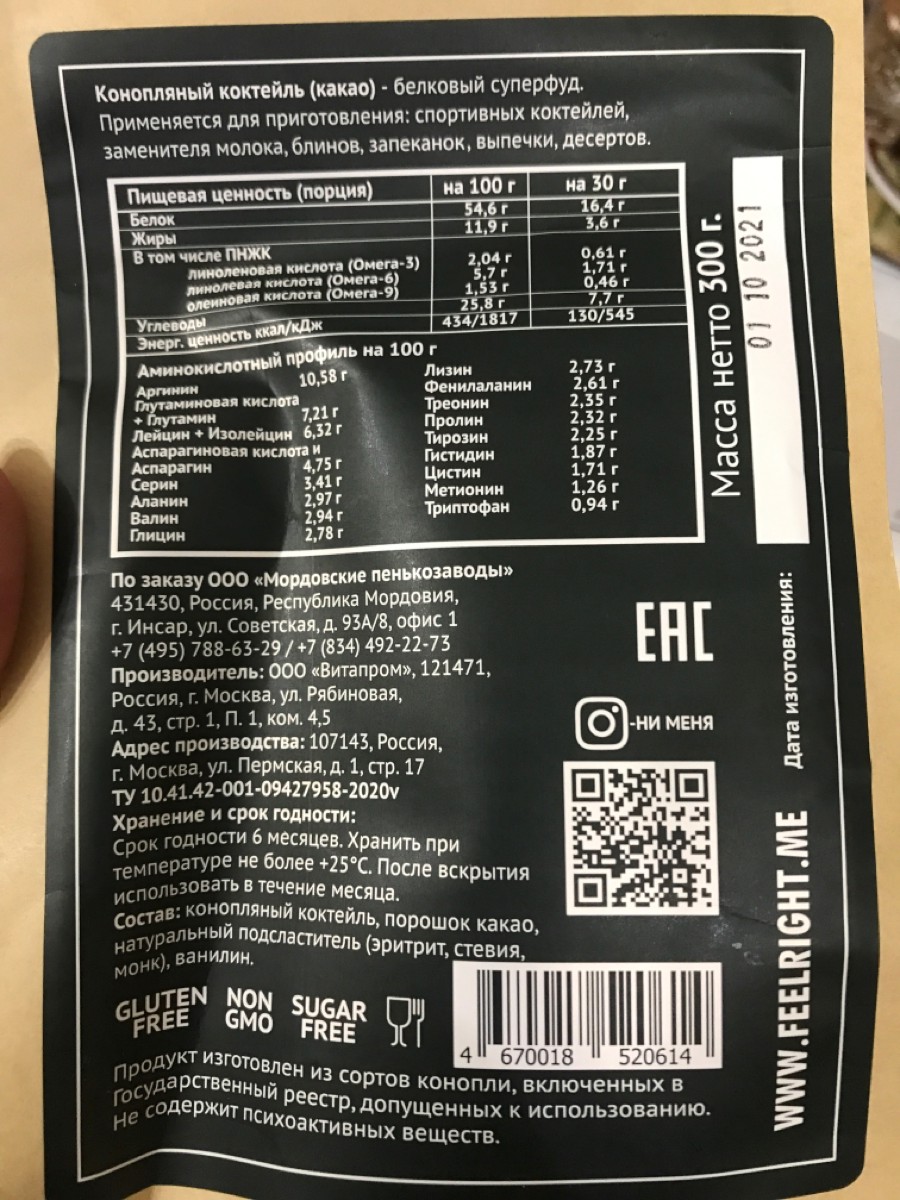 Конопляный коктейль (какао) - белковый суперфуд.
Применяется для приготовления: спортивных коктейлей,
заменителя молока, блинов, запеканок, выпечки, десертов.
Пищевая ценность (порция) на 100 г на 30 г
Белок 54,6 г 16,4 г
Жиры 11,9 г 3,6 г
В том числе ПНЖК
линоленовая кислота (Омега-3) 2,04 г 0,61 г
линолевая кислота (Омега-6) 5,7 г 1,71 г
олеиновая кислота (Омега-9) 1,53 г 0,46 г
Углеводы 25,8 г 7,7 г
Энерг. ценность ккал/кДж 434/1817 130/545
Аминокислотный профиль на 100 г
Аргинин 10,58 г
Глутаминовая кислота
+ Глутамин 7,21 г
Лейцин + Изолейцин 6,32 г
Аспарагиновая кислота и
Аспарагин 4,75 г
Серин 3,41 г
Аланин 2,97 г
Валин 2,94 г
Глицин 2,78 г
Лизин 2,73 г
Фенилаланин 2,61 г
Треонин 2,35 г
Пролин 2,32 г
Тирозин 2,25 г
Гистидин 1,87 г
Цистин 1,71 г
Метионин 1,26 г
Триптофан 0,94 г
Масса нетто 300 г.
01 10 2021
Дата изготовления:
По заказу ООО «Мордовские пенькозаводы»
431430, Россия, Республика Мордовия,
г. Инсар, ул. Советская, д. 93А/8, офис 1
+7 (495) 788-63-29 / +7 (834) 492-22-73
Производитель: ООО «Витапром», 121471,
Россия, г. Москва, ул. Рябиновая,
д. 43, стр. 1, П. 1, ком. 4,5
Адрес производства: 107143, Россия,
г. Москва, ул. Пермская, д. 1, стр. 17
ТУ 10.41.42-001-09427958-2020v
Хранение и срок годности:
Срок годности 6 месяцев. Хранить при
температуре не более +25°С. После вскрытия
использовать в течение месяца.
Состав: конопляный коктейль, порошок какао,
натуральный подсластитель (эритрит, стевия,
монк), ванилин.
EAC
-НИ МЕНЯ
WWW.FEELRIGHT.ME
GLUTEN FREE
NON GMO
SUGAR FREE
4 670018 520614
Продукт изготовлен из сортов конопли, включенных в
Государственный реестр, допущенных к использованию.
Не содержит психоактивных веществ.